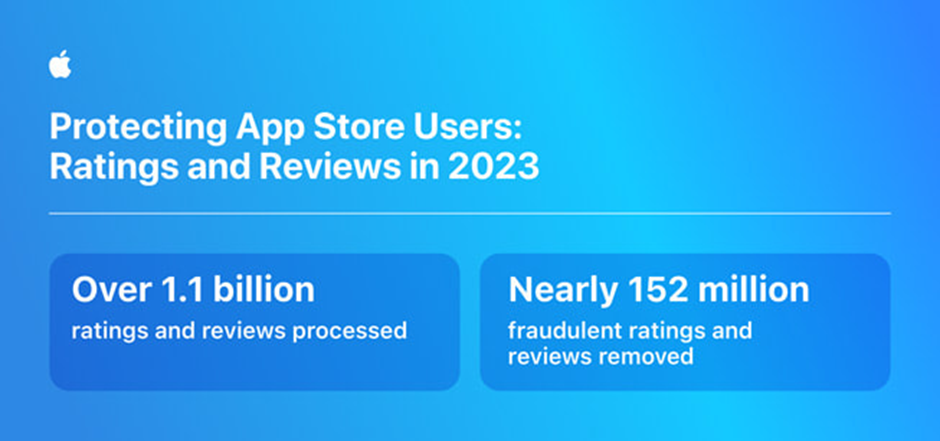 Protecting App Store Users:
Ratings and Reviews in 2023
Over 1.1 billion
ratings and reviews processed
Nearly 152 million
fraudulent ratings and
reviews removed